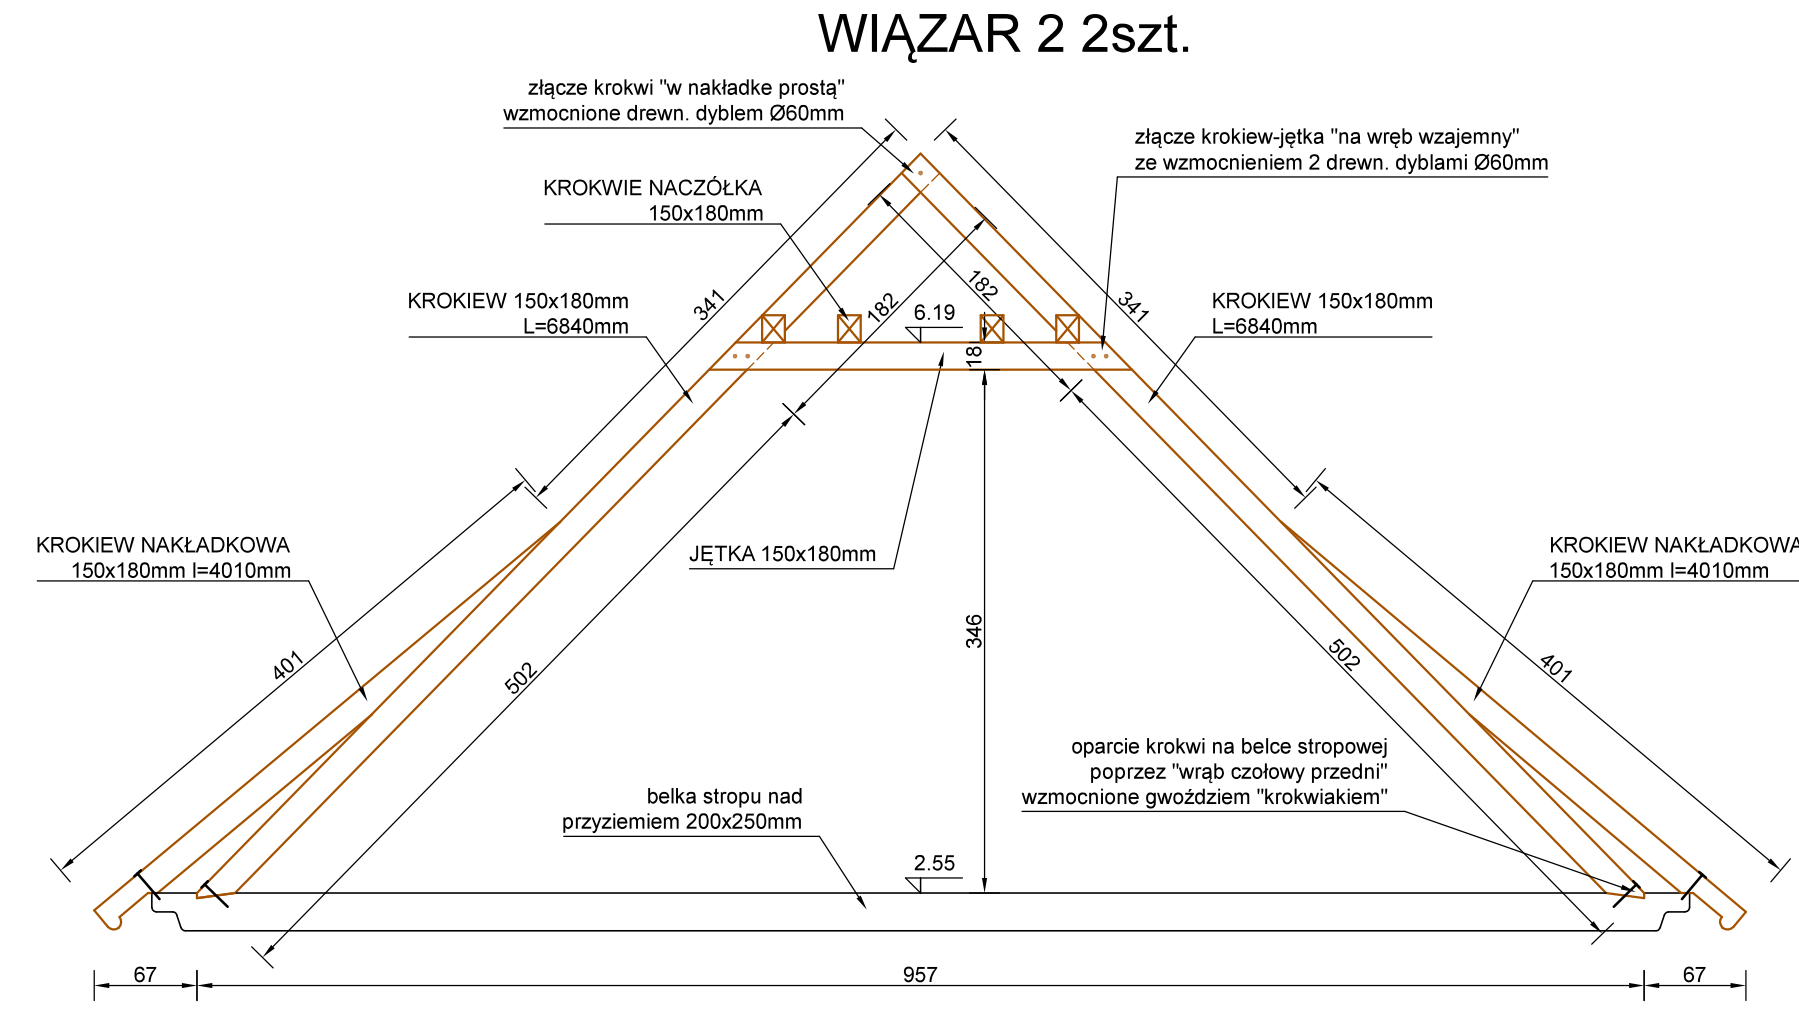 WIĄZAR 2 2szt.
złącze krokwi "w nakładke prostą"
wzmocnione drewn. dyblem Ø60mm
złącze krokiew-jętka "na wręb wzajemny"
ze wzmocnieniem 2 drewn. dyblami Ø60mm
KROKWIE NACZÓŁKA
150x180mm
KROKIEW 150x180mm
L=6840mm
341
182
182
6.19
18
341
KROKIEW 150x180mm
L=6840mm
KROKIEW NAKŁADKOWA
150x180mm l=4010mm
JĘTKA 150x180mm
KROKIEW NAKŁADKOWA
150x180mm l=4010mm
401
502
346
502
401
oparcie krokwi na belce stropowej
poprzez "wrąb czołowy przedni"
wzmocnione gwoździem "krokwiakiem"
belka stropu nad
przyziemiem 200x250mm
2.55
67
957
67